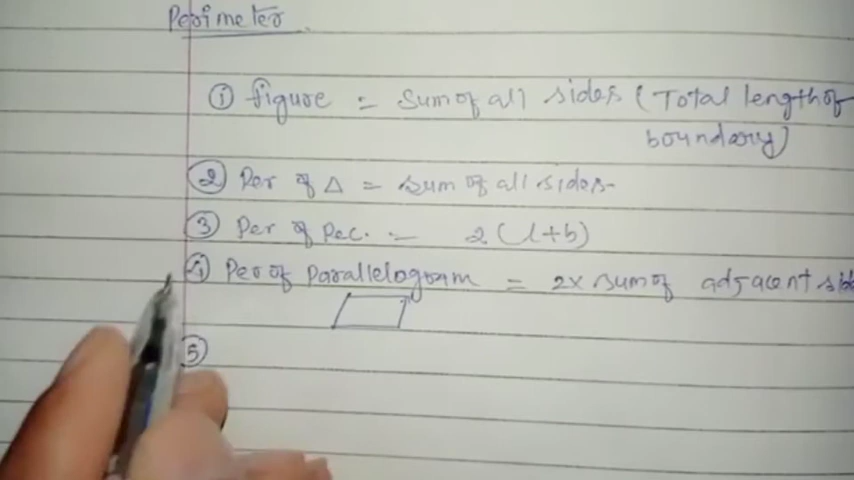 Perimeter
① figure = Sum of all sides (Total length of
boundary)
② Per of Δ = sum of all sides-
③ Per of Rec. = 2 (l+b)
④ Per of Parallelogram = 2x sum of adjacent side
⑤